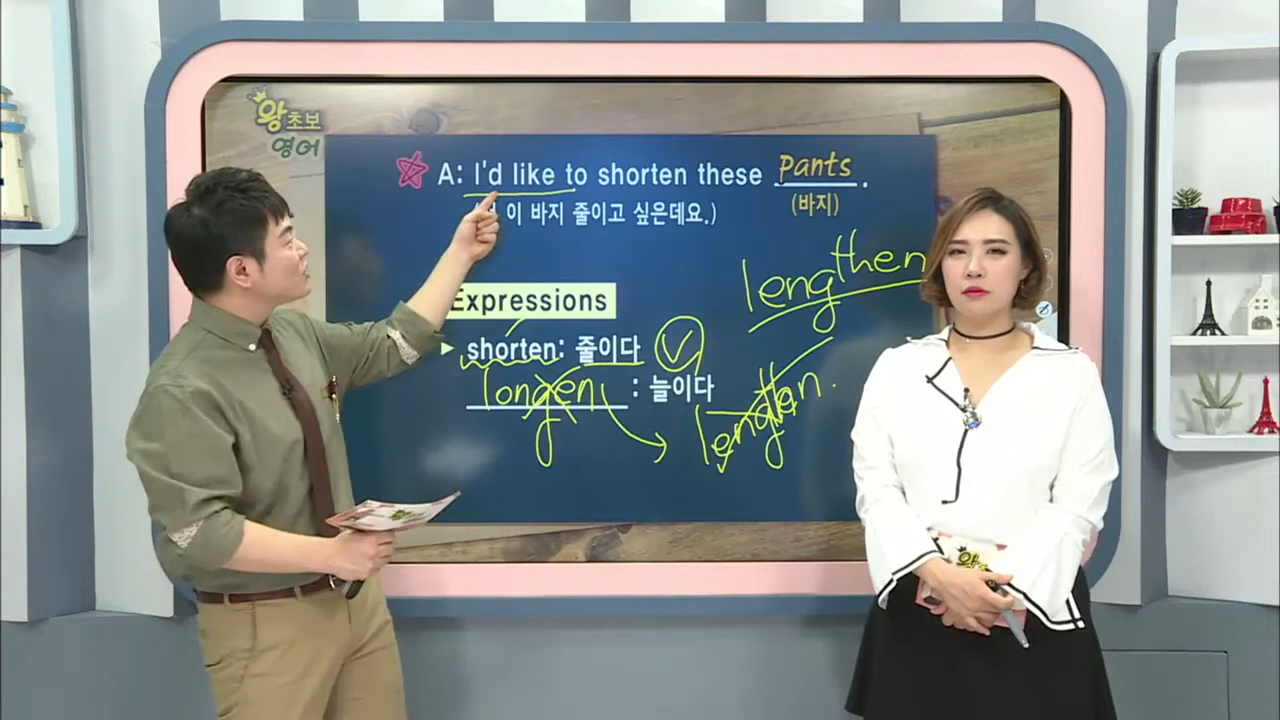 왕초보
영어
A: I'd like to shorten these pants.
이 바지 줄이고 싶은데요.)
(바지)
lengthen
Expressions
▶ shorten: 줄이다
longen : 늘이다
왕